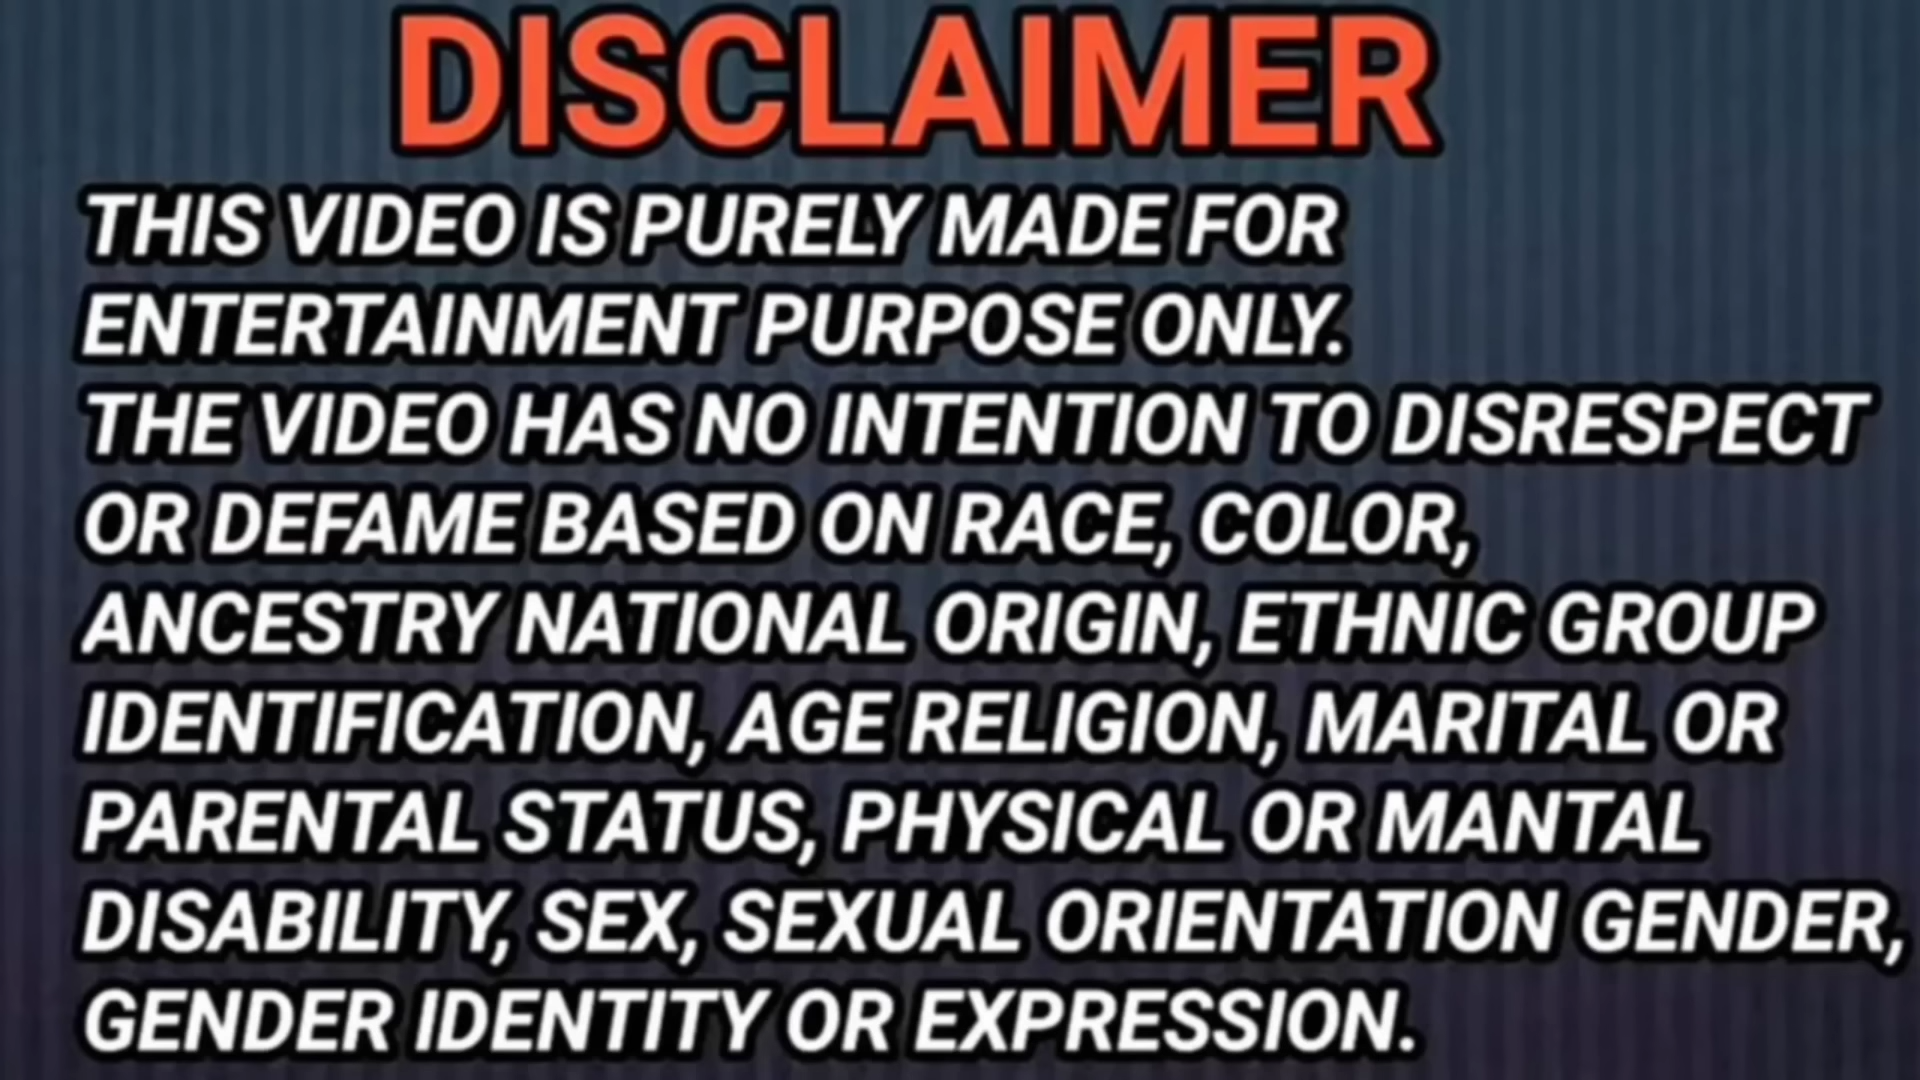 DISCLAIMER
THIS VIDEO IS PURELY MADE FOR
ENTERTAINMENT PURPOSE ONLY.
THE VIDEO HAS NO INTENTION TO DISRESPECT
OR DEFAME BASED ON RACE, COLOR,
ANCESTRY NATIONAL ORIGIN, ETHNIC GROUP
IDENTIFICATION, AGE RELIGION, MARITAL OR
PARENTAL STATUS, PHYSICAL OR MANTAL
DISABILITY, SEX, SEXUAL ORIENTATION GENDER,
GENDER IDENTITY OR EXPRESSION.